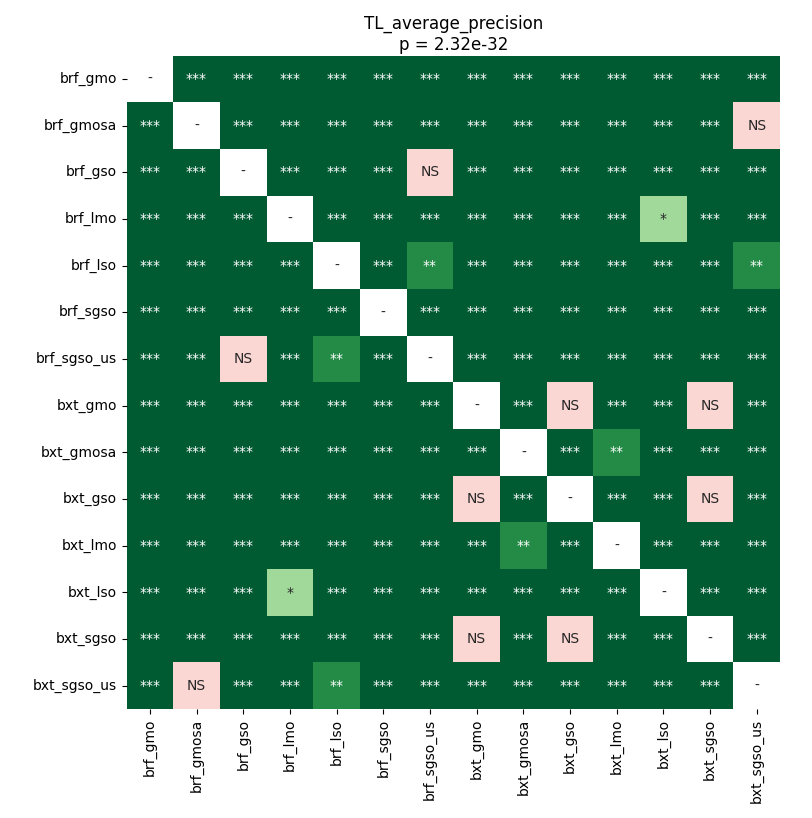 TL_average_precision
p = 2.32e-32
brf_gmo - *** *** *** *** *** *** *** *** *** *** *** *** ***
brf_gmosa *** - *** *** *** *** *** *** *** *** *** *** *** NS
brf_gso *** *** - *** *** *** NS *** *** *** *** *** *** ***
brf_lmo *** *** *** - *** *** *** *** *** *** *** * *** ***
brf_lso *** *** *** *** - *** ** *** *** *** *** *** *** **
brf_sgso *** *** *** *** *** - *** *** *** *** *** *** *** ***
brf_sgso_us *** *** NS *** ** *** - *** *** *** *** *** *** ***
bxt_gmo *** *** *** *** *** *** *** - *** NS *** *** NS ***
bxt_gmosa *** *** *** *** *** *** *** *** - *** ** *** *** ***
bxt_gso *** *** *** *** *** *** *** NS *** - *** *** NS ***
bxt_lmo *** *** *** *** *** *** *** *** ** *** - *** *** ***
bxt_lso *** *** *** * *** *** *** *** *** *** *** - *** ***
bxt_sgso *** *** *** *** *** *** *** NS *** NS *** *** - ***
bxt_sgso_us *** NS *** *** ** *** *** *** *** *** *** *** *** -
brf_gmo brf_gmosa brf_gso brf_lmo brf_lso brf_sgso brf_sgso_us bxt_gmo bxt_gmosa bxt_gso bxt_lmo bxt_lso bxt_sgso bxt_sgso_us